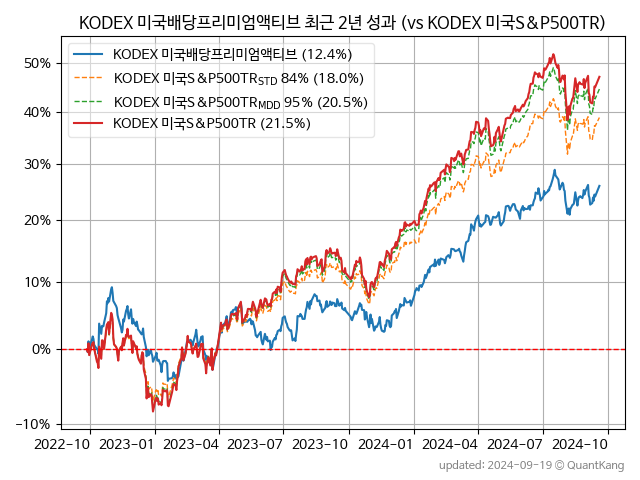 KODEX 미국배당프리미엄액티브 최근 2년 성과 (vs KODEX 미국S&P500TR)
KODEX 미국배당프리미엄액티브 (12.4%)
KODEX 미국S&P500TR_STD 84% (18.0%)
KODEX 미국S&P500TR_MDD 95% (20.5%)
KODEX 미국S&P500TR (21.5%)
50%
40%
30%
20%
10%
0%
−10%
2022-10 2023-01 2023-04 2023-07 2023-10 2024-01 2024-04 2024-07 2024-10
updated: 2024-09-19 © QuantKang